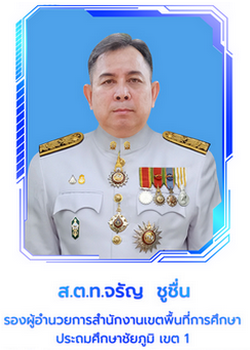 ส.ต.ท.จรัญ ชูชื่น
รองผู้อำนวยการสำนักงานเขตพื้นที่การศึกษา
ประถมศึกษาชัยภูมิ เขต 1